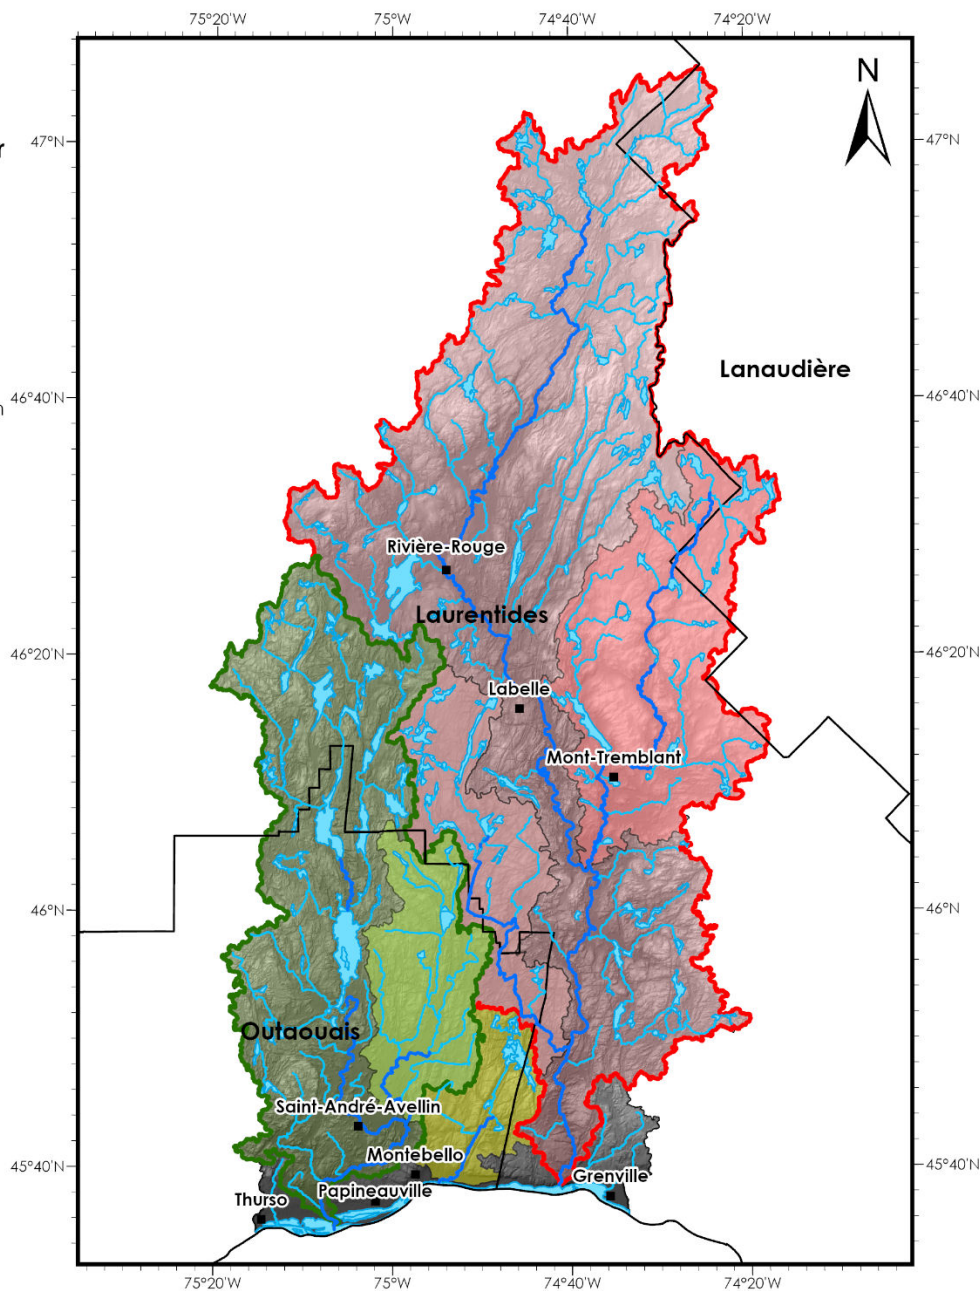 75°20'W 75°W 74°40'W 74°20'W
N
r
47°N 47°N
Lanaudière
46°40'N 46°40'N
n
Rivière-Rouge
Laurentides
46°20'N 46°20'N
Labelle
Mont-Tremblant
46°N 46°N
Outaouais
Saint-André-Avellin
Montebello
45°40'N 45°40'N
Grenville
Papineauville
Thurso
75°20'W 75°W 74°40'W 74°20'W